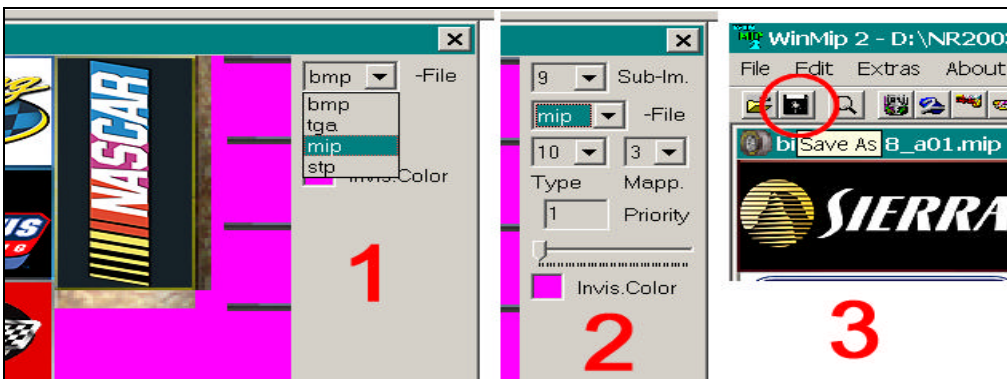 bmp -File
bmp
tga
mip
stp
Invis.Color
NASCAR
1
9 Sub-Im.
mip -File
10 3
Type Mapp.
1 Priority
Invis.Color
2
WinMip 2 - D:\NR200
File Edit Extras About
Save As
8_a01.mip
SIERRA
3